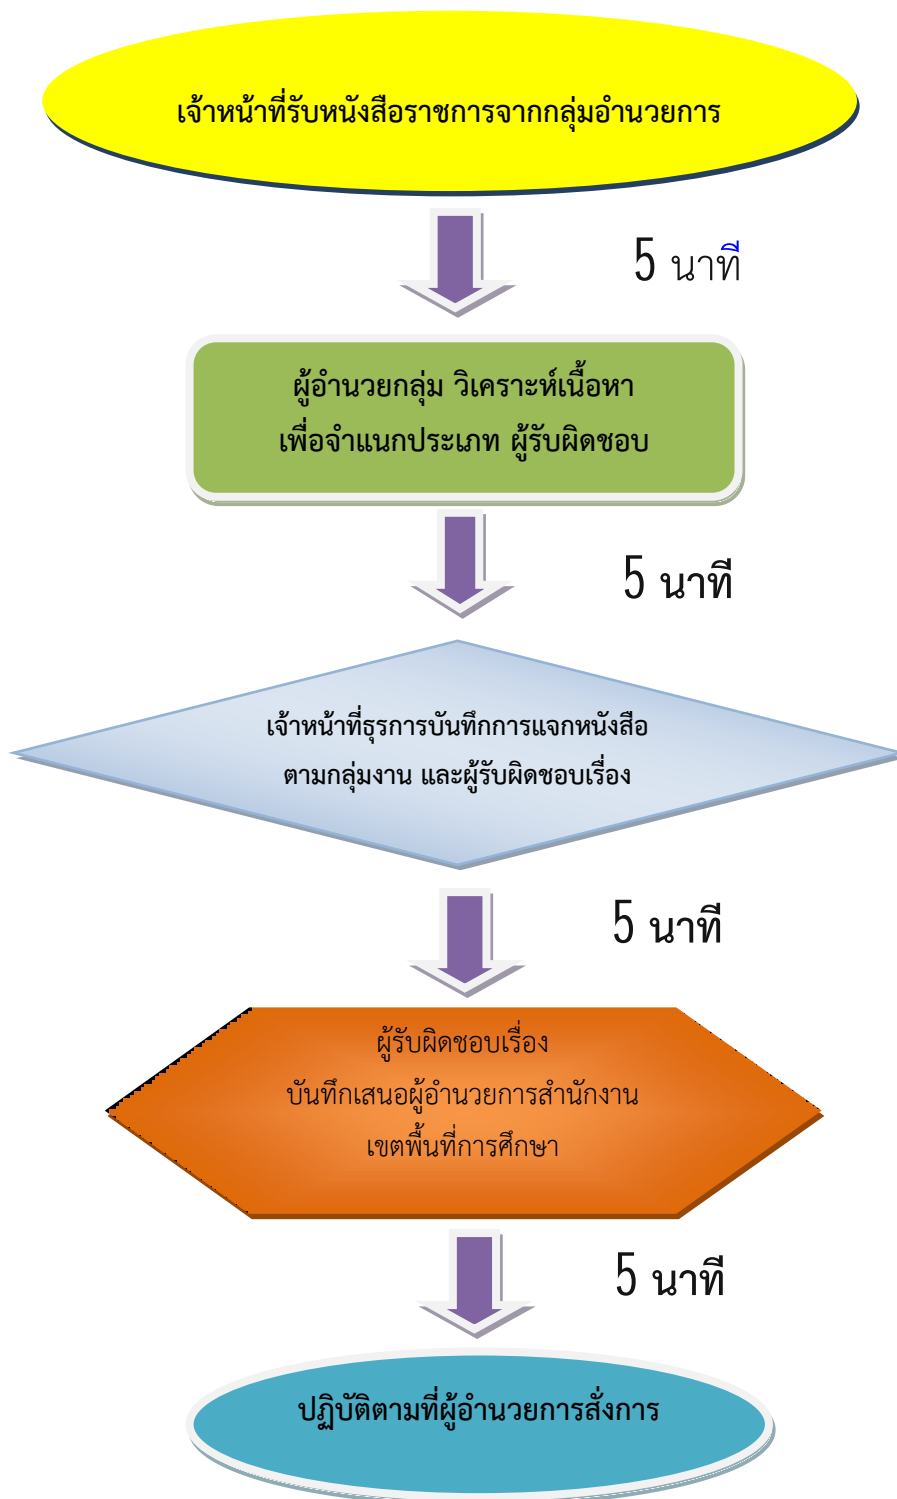 เจ้าหน้าที่รับหนังสือราชการจากกลุ่มอำนวยการ
5 นาที
ผู้อำนวยกลุ่ม วิเคราะห์เนื้อหา
เพื่อจำแนกประเภท ผู้รับผิดชอบ
5 นาที
เจ้าหน้าที่ธุรการบันทึกการแจกหนังสือ
ตามกลุ่มงาน และผู้รับผิดชอบเรื่อง
5 นาที
ผู้รับผิดชอบเรื่อง
บันทึกเสนอผู้อำนวยการสำนักงาน
เขตพื้นที่การศึกษา
5 นาที
ปฏิบัติตามที่ผู้อำนวยการสั่งการ